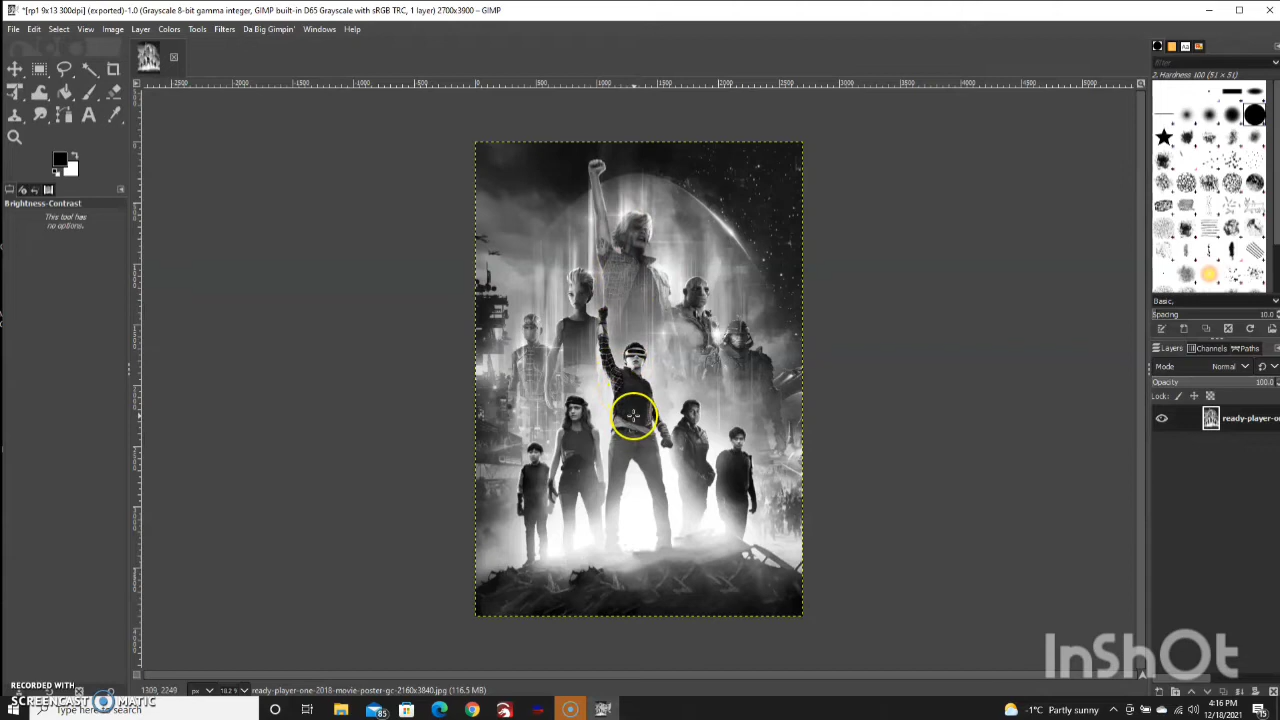 *[rp1 9x13 300dpi] (exported)-1.0 (Grayscale 8-bit gamma integer, GIMP built-in D65 Grayscale with sRGB TRC, 1 layer) 2700x3900 – GIMP
File Edit Select View Image Layer Colors Tools Filters Da Big Gimpin' Windows Help
filter
2. Hardness 100 (51 × 51)
Brightness-Contrast
This tool has
no options.
Basic,
Spacing 10.0
Layers Channels Paths
Mode Normal
Opacity 100.0
Lock:
ready-player-on
InShOt
RECORDED WITH
SCREENCAST MATIC
1309, 2249 px ready-player-one-2018-movie-poster-gc-2160x3840.jpg (116.5 MB)
Type here to search
85
-1°C Partly sunny
4:16 PM
12/18/2021